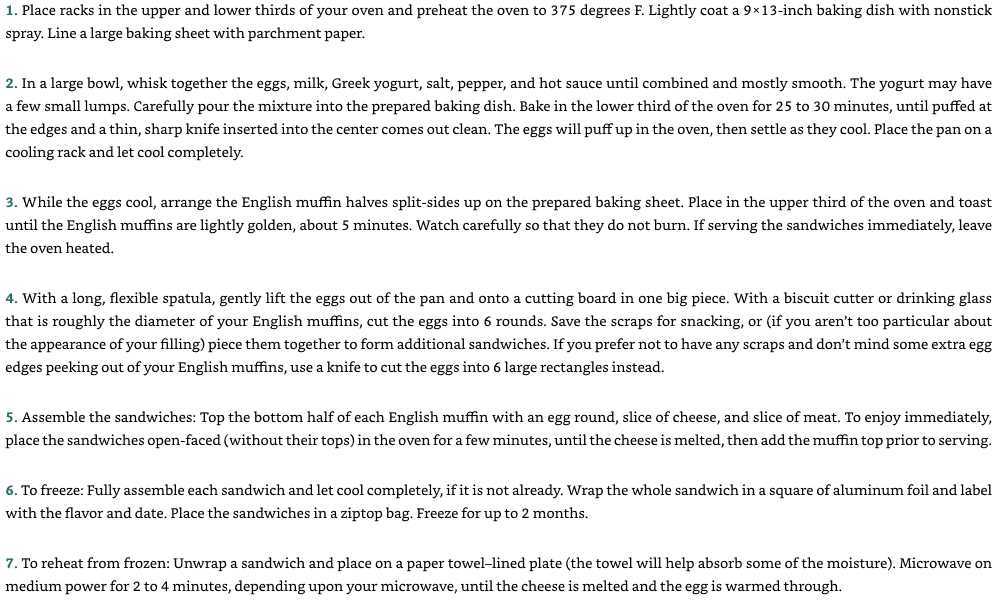 1. Place racks in the upper and lower thirds of your oven and preheat the oven to 375 degrees F. Lightly coat a 9×13-inch baking dish with nonstick
spray. Line a large baking sheet with parchment paper.
2. In a large bowl, whisk together the eggs, milk, Greek yogurt, salt, pepper, and hot sauce until combined and mostly smooth. The yogurt may have
a few small lumps. Carefully pour the mixture into the prepared baking dish. Bake in the lower third of the oven for 25 to 30 minutes, until puffed at
the edges and a thin, sharp knife inserted into the center comes out clean. The eggs will puff up in the oven, then settle as they cool. Place the pan on a
cooling rack and let cool completely.
3. While the eggs cool, arrange the English muffin halves split-sides up on the prepared baking sheet. Place in the upper third of the oven and toast
until the English muffins are lightly golden, about 5 minutes. Watch carefully so that they do not burn. If serving the sandwiches immediately, leave
the oven heated.
4. With a long, flexible spatula, gently lift the eggs out of the pan and onto a cutting board in one big piece. With a biscuit cutter or drinking glass
that is roughly the diameter of your English muffins, cut the eggs into 6 rounds. Save the scraps for snacking, or (if you aren't too particular about
the appearance of your filling) piece them together to form additional sandwiches. If you prefer not to have any scraps and don't mind some extra egg
edges peeking out of your English muffins, use a knife to cut the eggs into 6 large rectangles instead.
5. Assemble the sandwiches: Top the bottom half of each English muffin with an egg round, slice of cheese, and slice of meat. To enjoy immediately,
place the sandwiches open-faced (without their tops) in the oven for a few minutes, until the cheese is melted, then add the muffin top prior to serving.
6. To freeze: Fully assemble each sandwich and let cool completely, if it is not already. Wrap the whole sandwich in a square of aluminum foil and label
with the flavor and date. Place the sandwiches in a ziptop bag. Freeze for up to 2 months.
7. To reheat from frozen: Unwrap a sandwich and place on a paper towel–lined plate (the towel will help absorb some of the moisture). Microwave on
medium power for 2 to 4 minutes, depending upon your microwave, until the cheese is melted and the egg is warmed through.